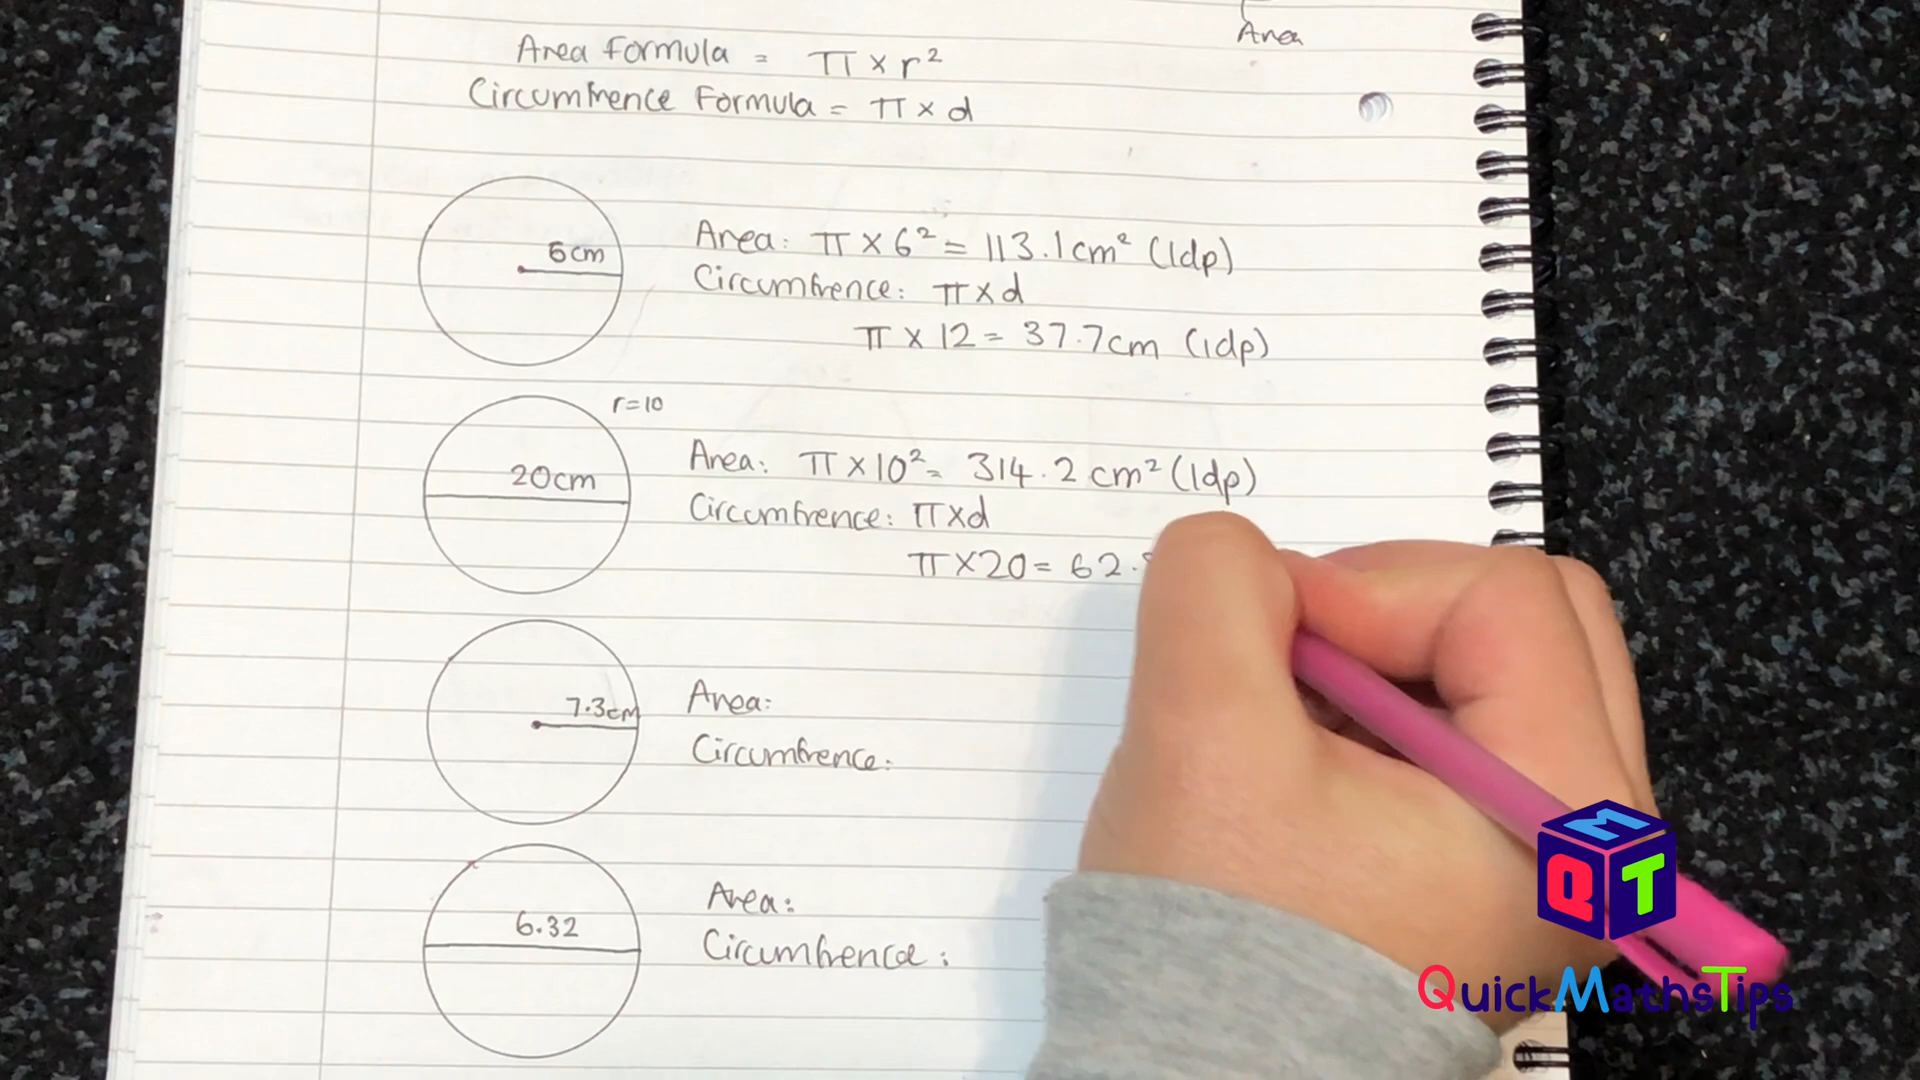 Area
Area Formula = π × r²
Circumfrence Formula = π × d
6cm
Area: π × 6² = 113.1cm² (1dp)
Circumfrence: π × d
π × 12 = 37.7cm (1dp)
r=10
20cm
Area: π × 10² = 314.2 cm² (1dp)
Circumfrence: π × d
π × 20 = 62.
7.3cm
Area:
Circumfrence:
6.32
Area:
Circumfrence:
M
Q T
QuickMathsTips